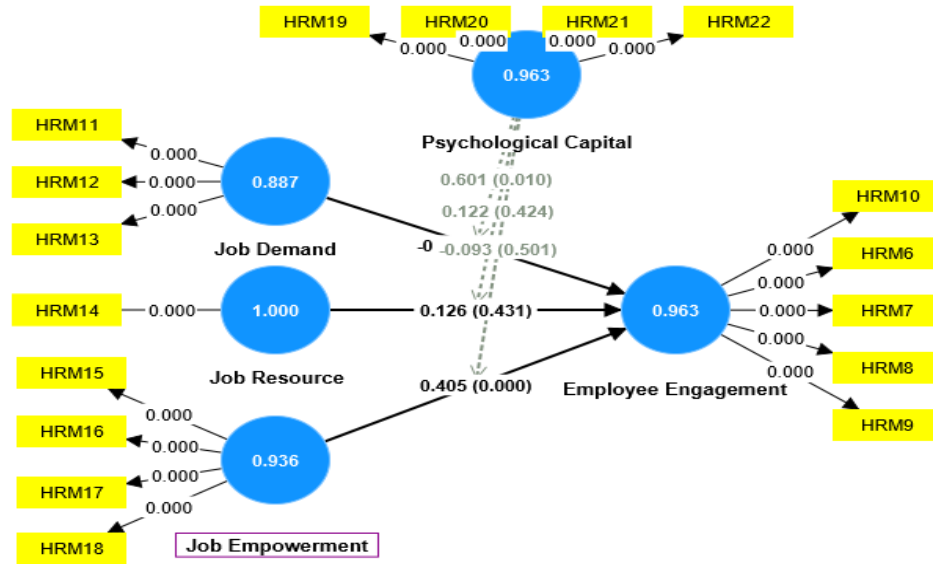 HRM19
HRM20
HRM21
HRM22
0.000
0.000
0.000
0.000
0.963
Psychological Capital
HRM11
HRM12
HRM13
0.000
0.000
0.000
0.887
Job Demand
0.601 (0.010)
0.122 (0.424)
-0
-0.093 (0.501)
HRM14
0.000
1.000
Job Resource
0.126 (0.431)
0.405 (0.000)
HRM15
HRM16
HRM17
HRM18
0.000
0.000
0.000
0.000
0.936
Job Empowerment
0.963
Employee Engagement
0.000
0.000
0.000
0.000
0.000
HRM10
HRM6
HRM7
HRM8
HRM9